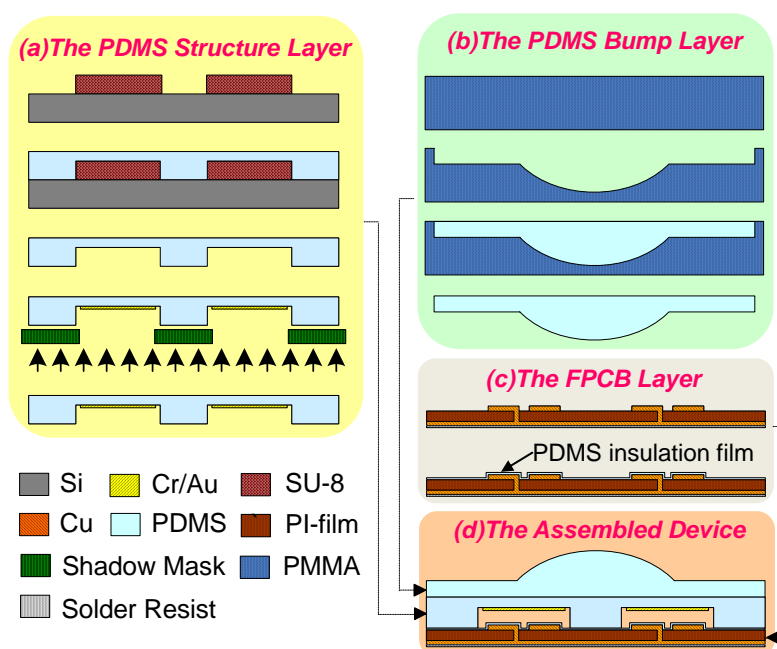 (a)The PDMS Structure Layer
(b)The PDMS Bump Layer
(c)The FPCB Layer
PDMS insulation film
(d)The Assembled Device
Si
Cr/Au
SU-8
Cu
PDMS
PI-film
Shadow Mask
PMMA
Solder Resist